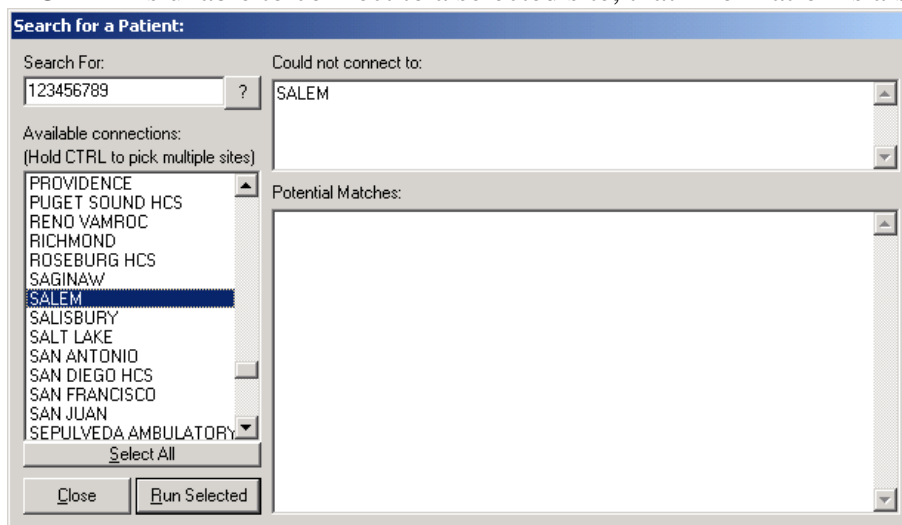 Search for a Patient:
Search For:
123456789
?
Available connections:
(Hold CTRL to pick multiple sites)
PROVIDENCE
PUGET SOUND HCS
RENO VAMROC
RICHMOND
ROSEBURG HCS
SAGINAW
SALEM
SALISBURY
SALT LAKE
SAN ANTONIO
SAN DIEGO HCS
SAN FRANCISCO
SAN JUAN
SEPULVEDA AMBULATORY
Select All
Close
Run Selected
Could not connect to:
SALEM
Potential Matches: